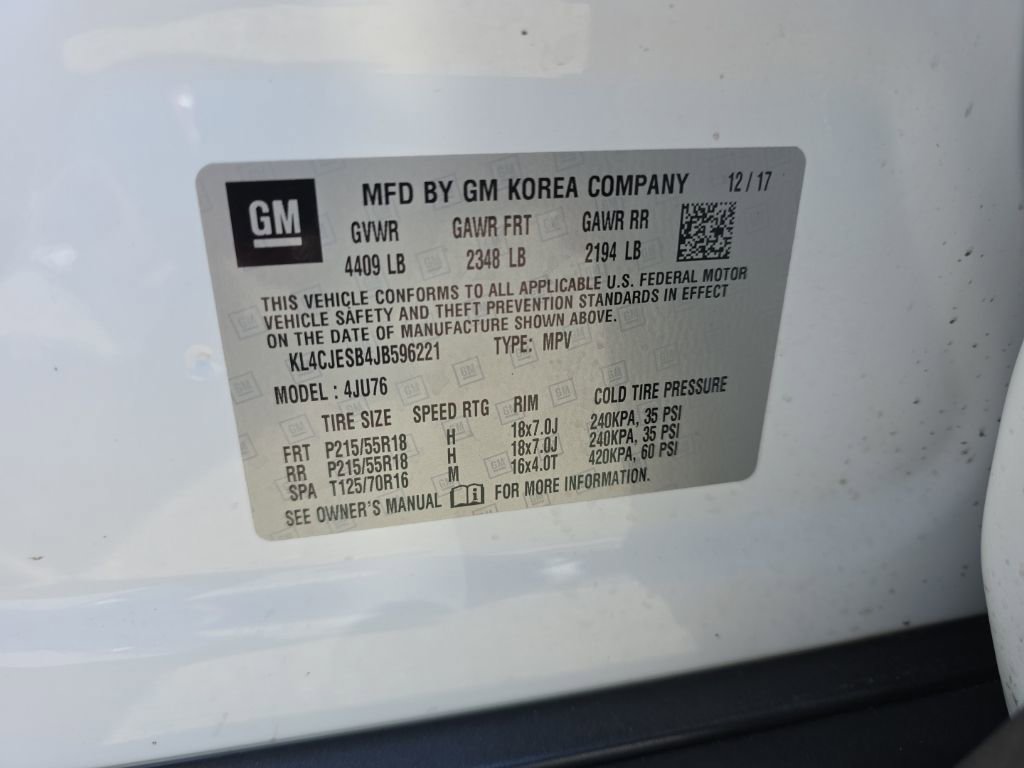 GM
MFD BY GM KOREA COMPANY 12 / 17
GVWR GAWR FRT GAWR RR
4409 LB 2348 LB 2194 LB
THIS VEHICLE CONFORMS TO ALL APPLICABLE U.S. FEDERAL MOTOR
VEHICLE SAFETY AND THEFT PREVENTION STANDARDS IN EFFECT
ON THE DATE OF MANUFACTURE SHOWN ABOVE.
KL4CJESB4JB596221 TYPE: MPV
MODEL : 4JU76
TIRE SIZE SPEED RTG RIM COLD TIRE PRESSURE
FRT P215/55R18 H 18x7.0J 240KPA, 35 PSI
RR P215/55R18 H 18x7.0J 240KPA, 35 PSI
SPA T125/70R16 M 16x4.0T 420KPA, 60 PSI
SEE OWNER'S MANUAL FOR MORE INFORMATION.